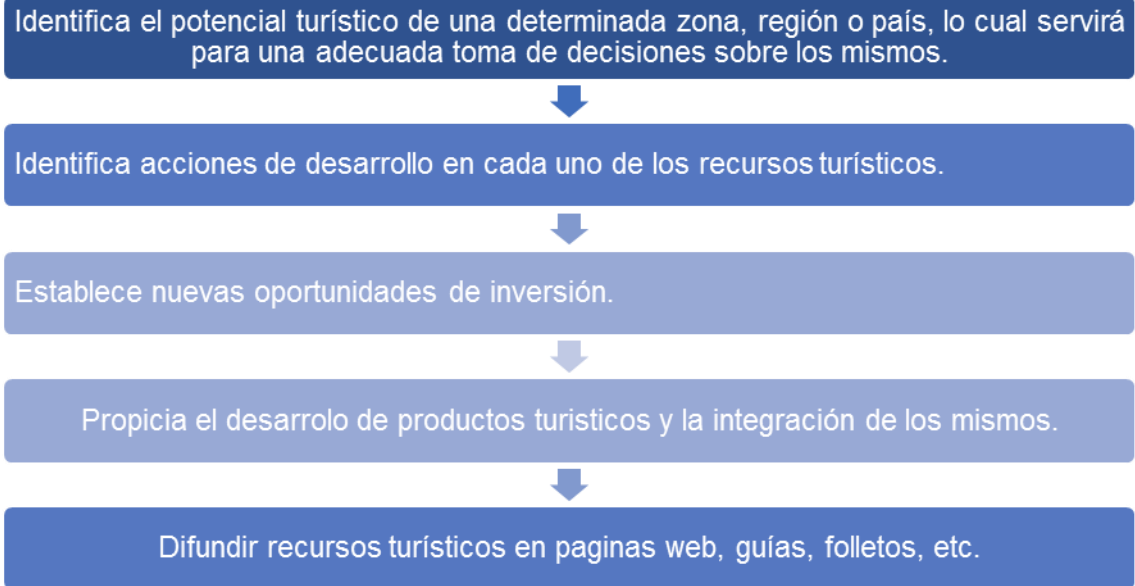 Identifica el potencial turístico de una determinada zona, región o país, lo cual servirá
para una adecuada toma de decisiones sobre los mismos.
Identifica acciones de desarrollo en cada uno de los recursos turísticos.
Establece nuevas oportunidades de inversión.
Propicia el desarrolo de productos turisticos y la integración de los mismos.
Difundir recursos turísticos en paginas web, guías, folletos, etc.